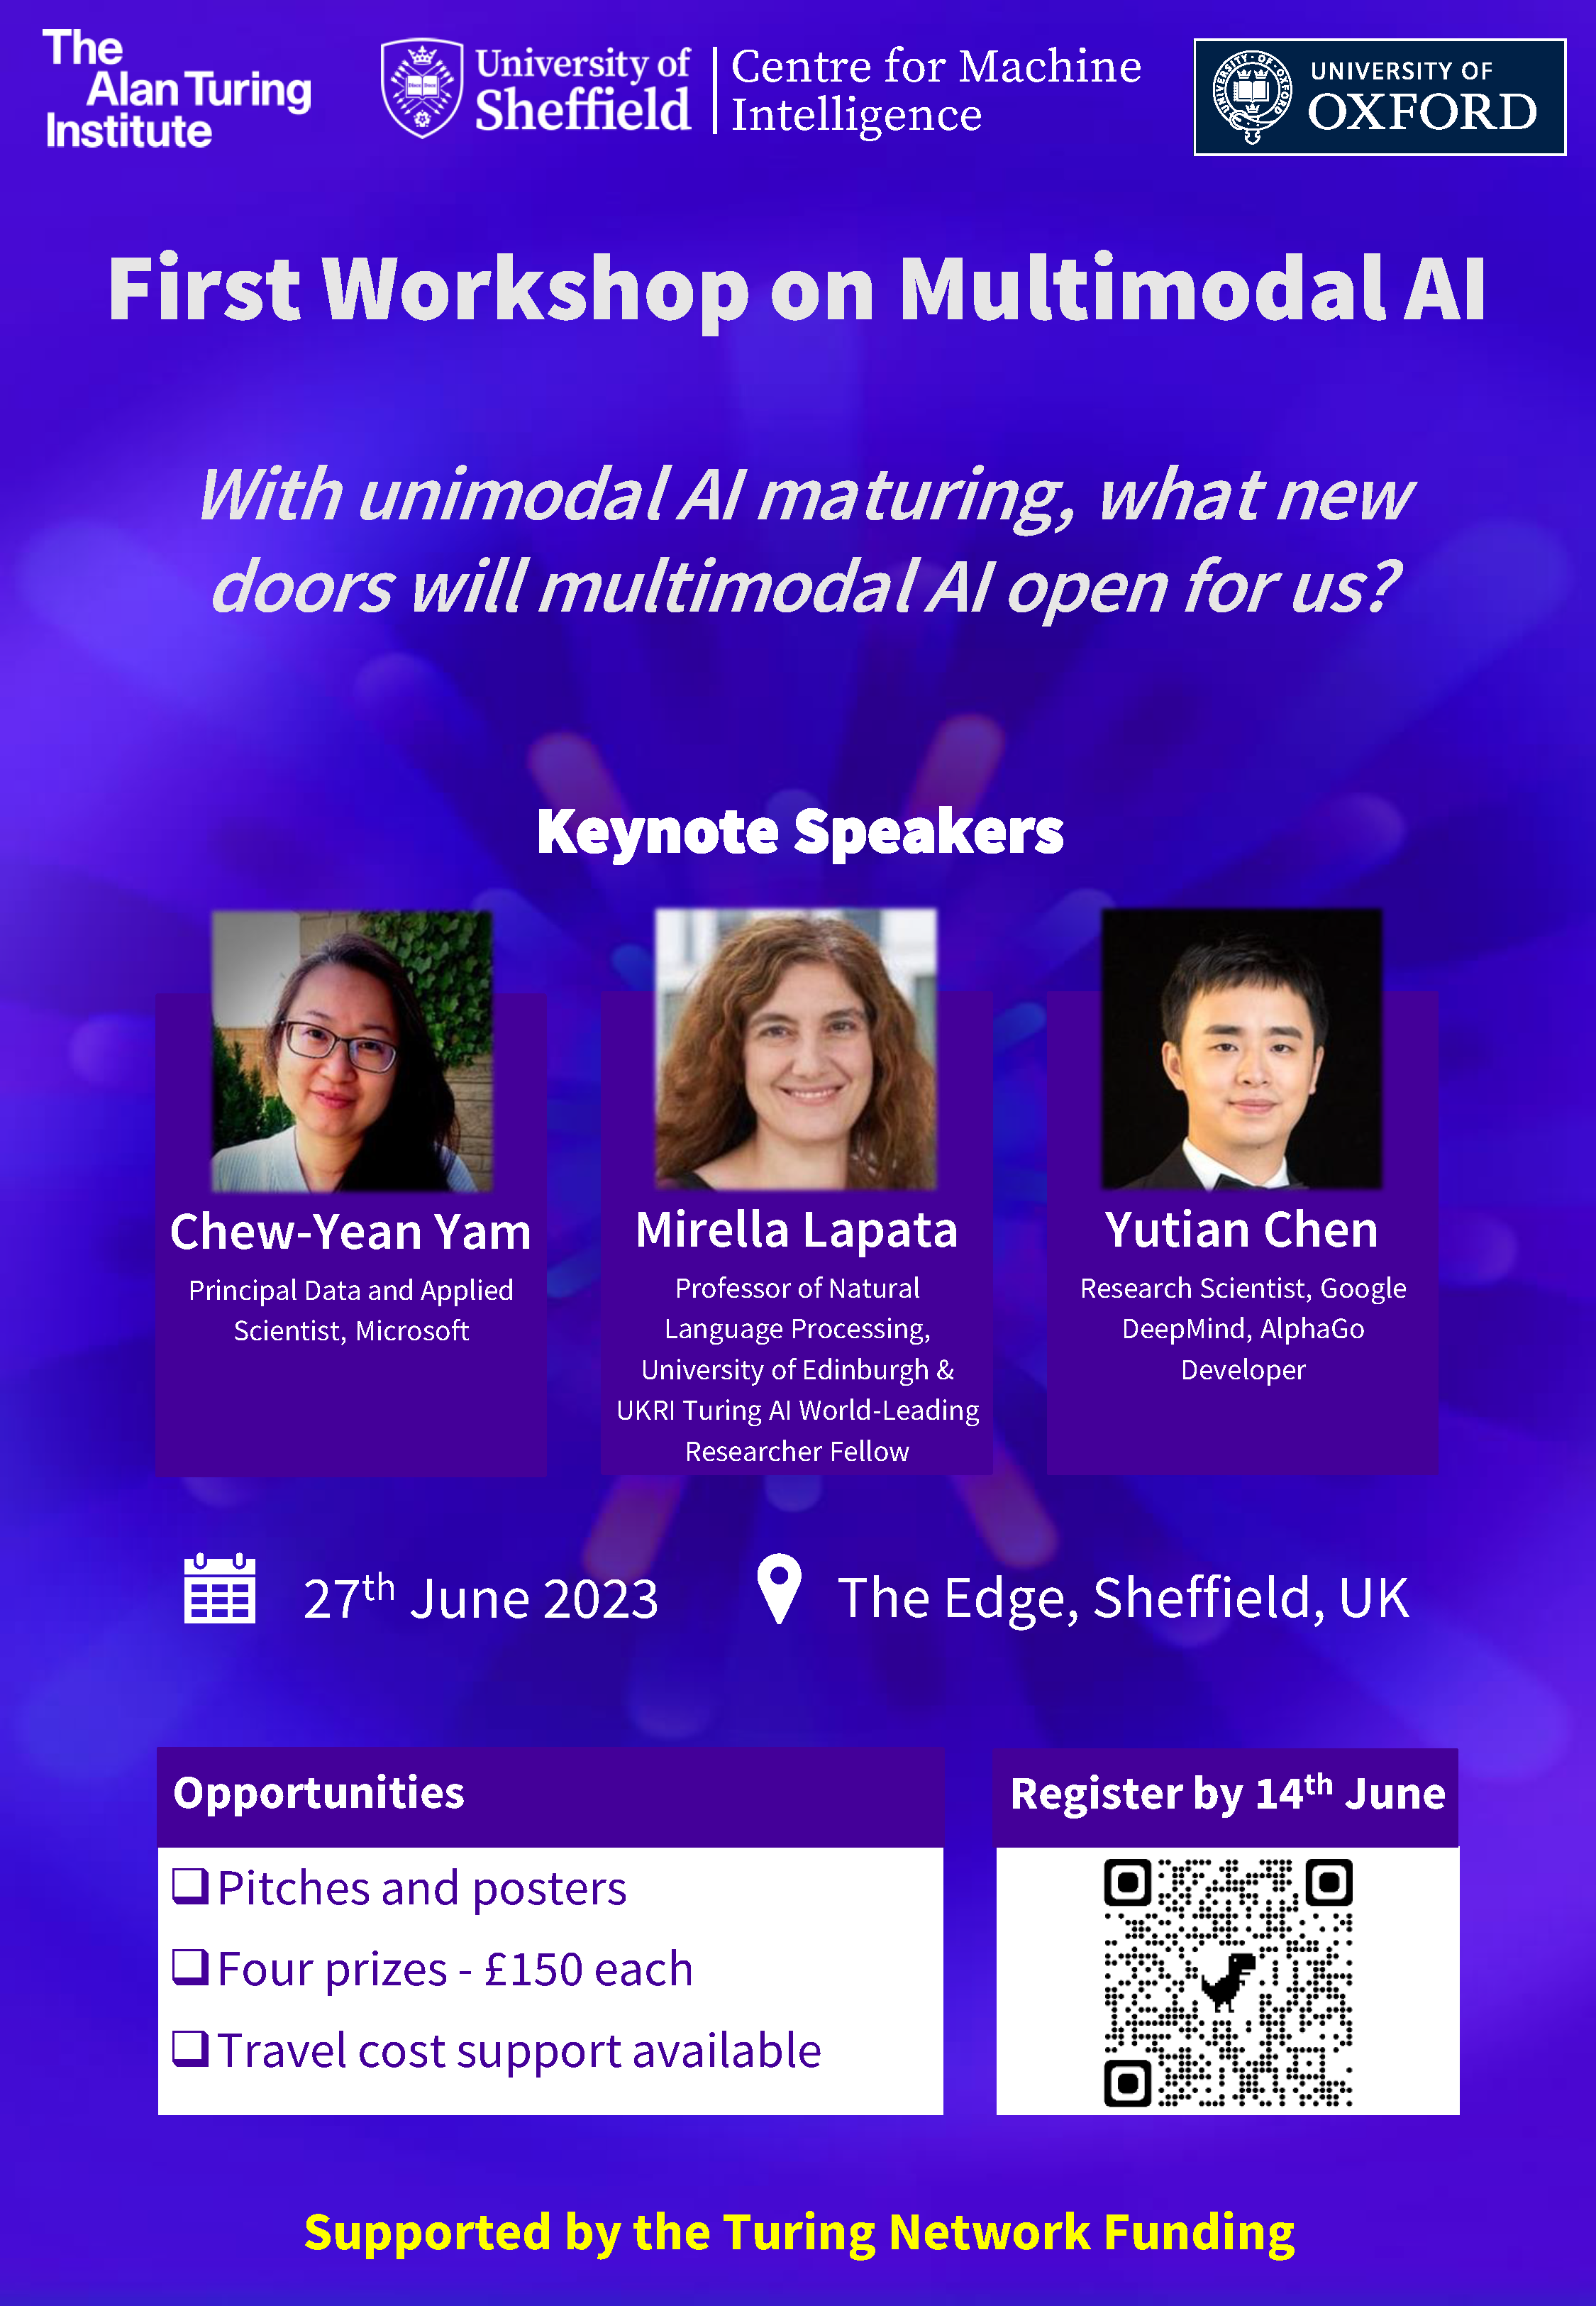 The
Alan Turing
Institute
University of
Sheffield
Centre for Machine
Intelligence
UNIVERSITY OF
OXFORD
First Workshop on Multimodal AI
With unimodal AI maturing, what new
doors will multimodal AI open for us?
Keynote Speakers
Chew-Yean Yam
Principal Data and Applied
Scientist, Microsoft
Mirella Lapata
Professor of Natural
Language Processing,
University of Edinburgh &
UKRI Turing AI World-Leading
Researcher Fellow
Yutian Chen
Research Scientist, Google
DeepMind, AlphaGo
Developer
27th June 2023
The Edge, Sheffield, UK
Opportunities
❑ Pitches and posters
❑ Four prizes - £150 each
❑ Travel cost support available
Register by 14th June
Supported by the Turing Network Funding